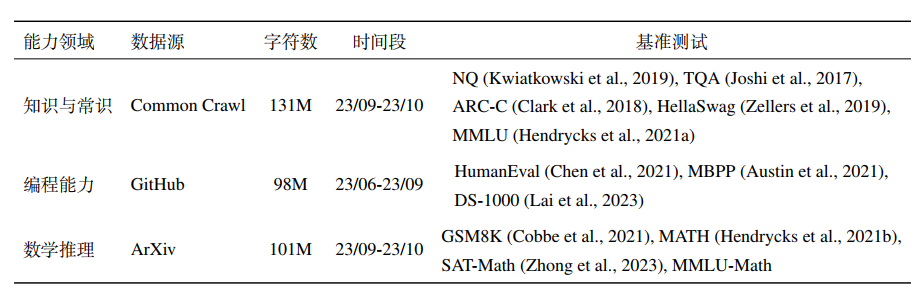 能力领域 数据源 字符数 时间段 基准测试
NQ (Kwiatkowski et al., 2019), TQA (Joshi et al., 2017),
知识与常识 Common Crawl 131M 23/09-23/10 ARC-C (Clark et al., 2018), HellaSwag (Zellers et al., 2019),
MMLU (Hendrycks et al., 2021a)
HumanEval (Chen et al., 2021), MBPP (Austin et al., 2021),
编程能力 GitHub 98M 23/06-23/09
DS-1000 (Lai et al., 2023)
GSM8K (Cobbe et al., 2021), MATH (Hendrycks et al., 2021b),
数学推理 ArXiv 101M 23/09-23/10
SAT-Math (Zhong et al., 2023), MMLU-Math